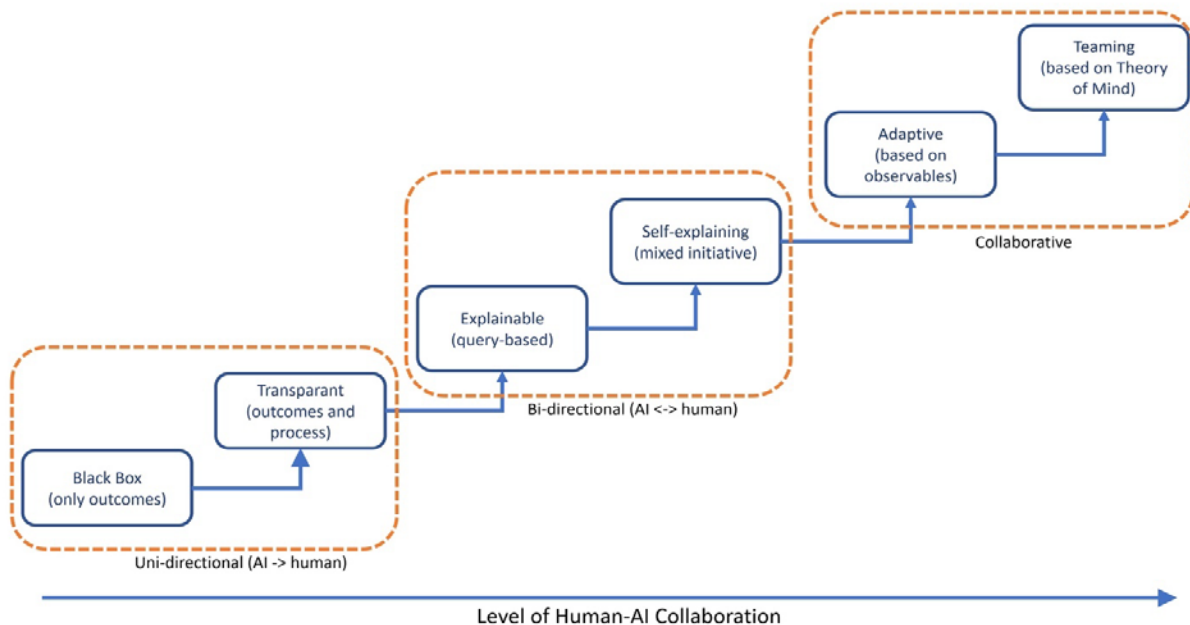 Teaming
(based on Theory
of Mind)
Adaptive
(based on
observables)
Collaborative
Self-explaining
(mixed initiative)
Explainable
(query-based)
Bi-directional (AI <-> human)
Transparant
(outcomes and
process)
Black Box
(only outcomes)
Uni-directional (AI -> human)
Level of Human-AI Collaboration